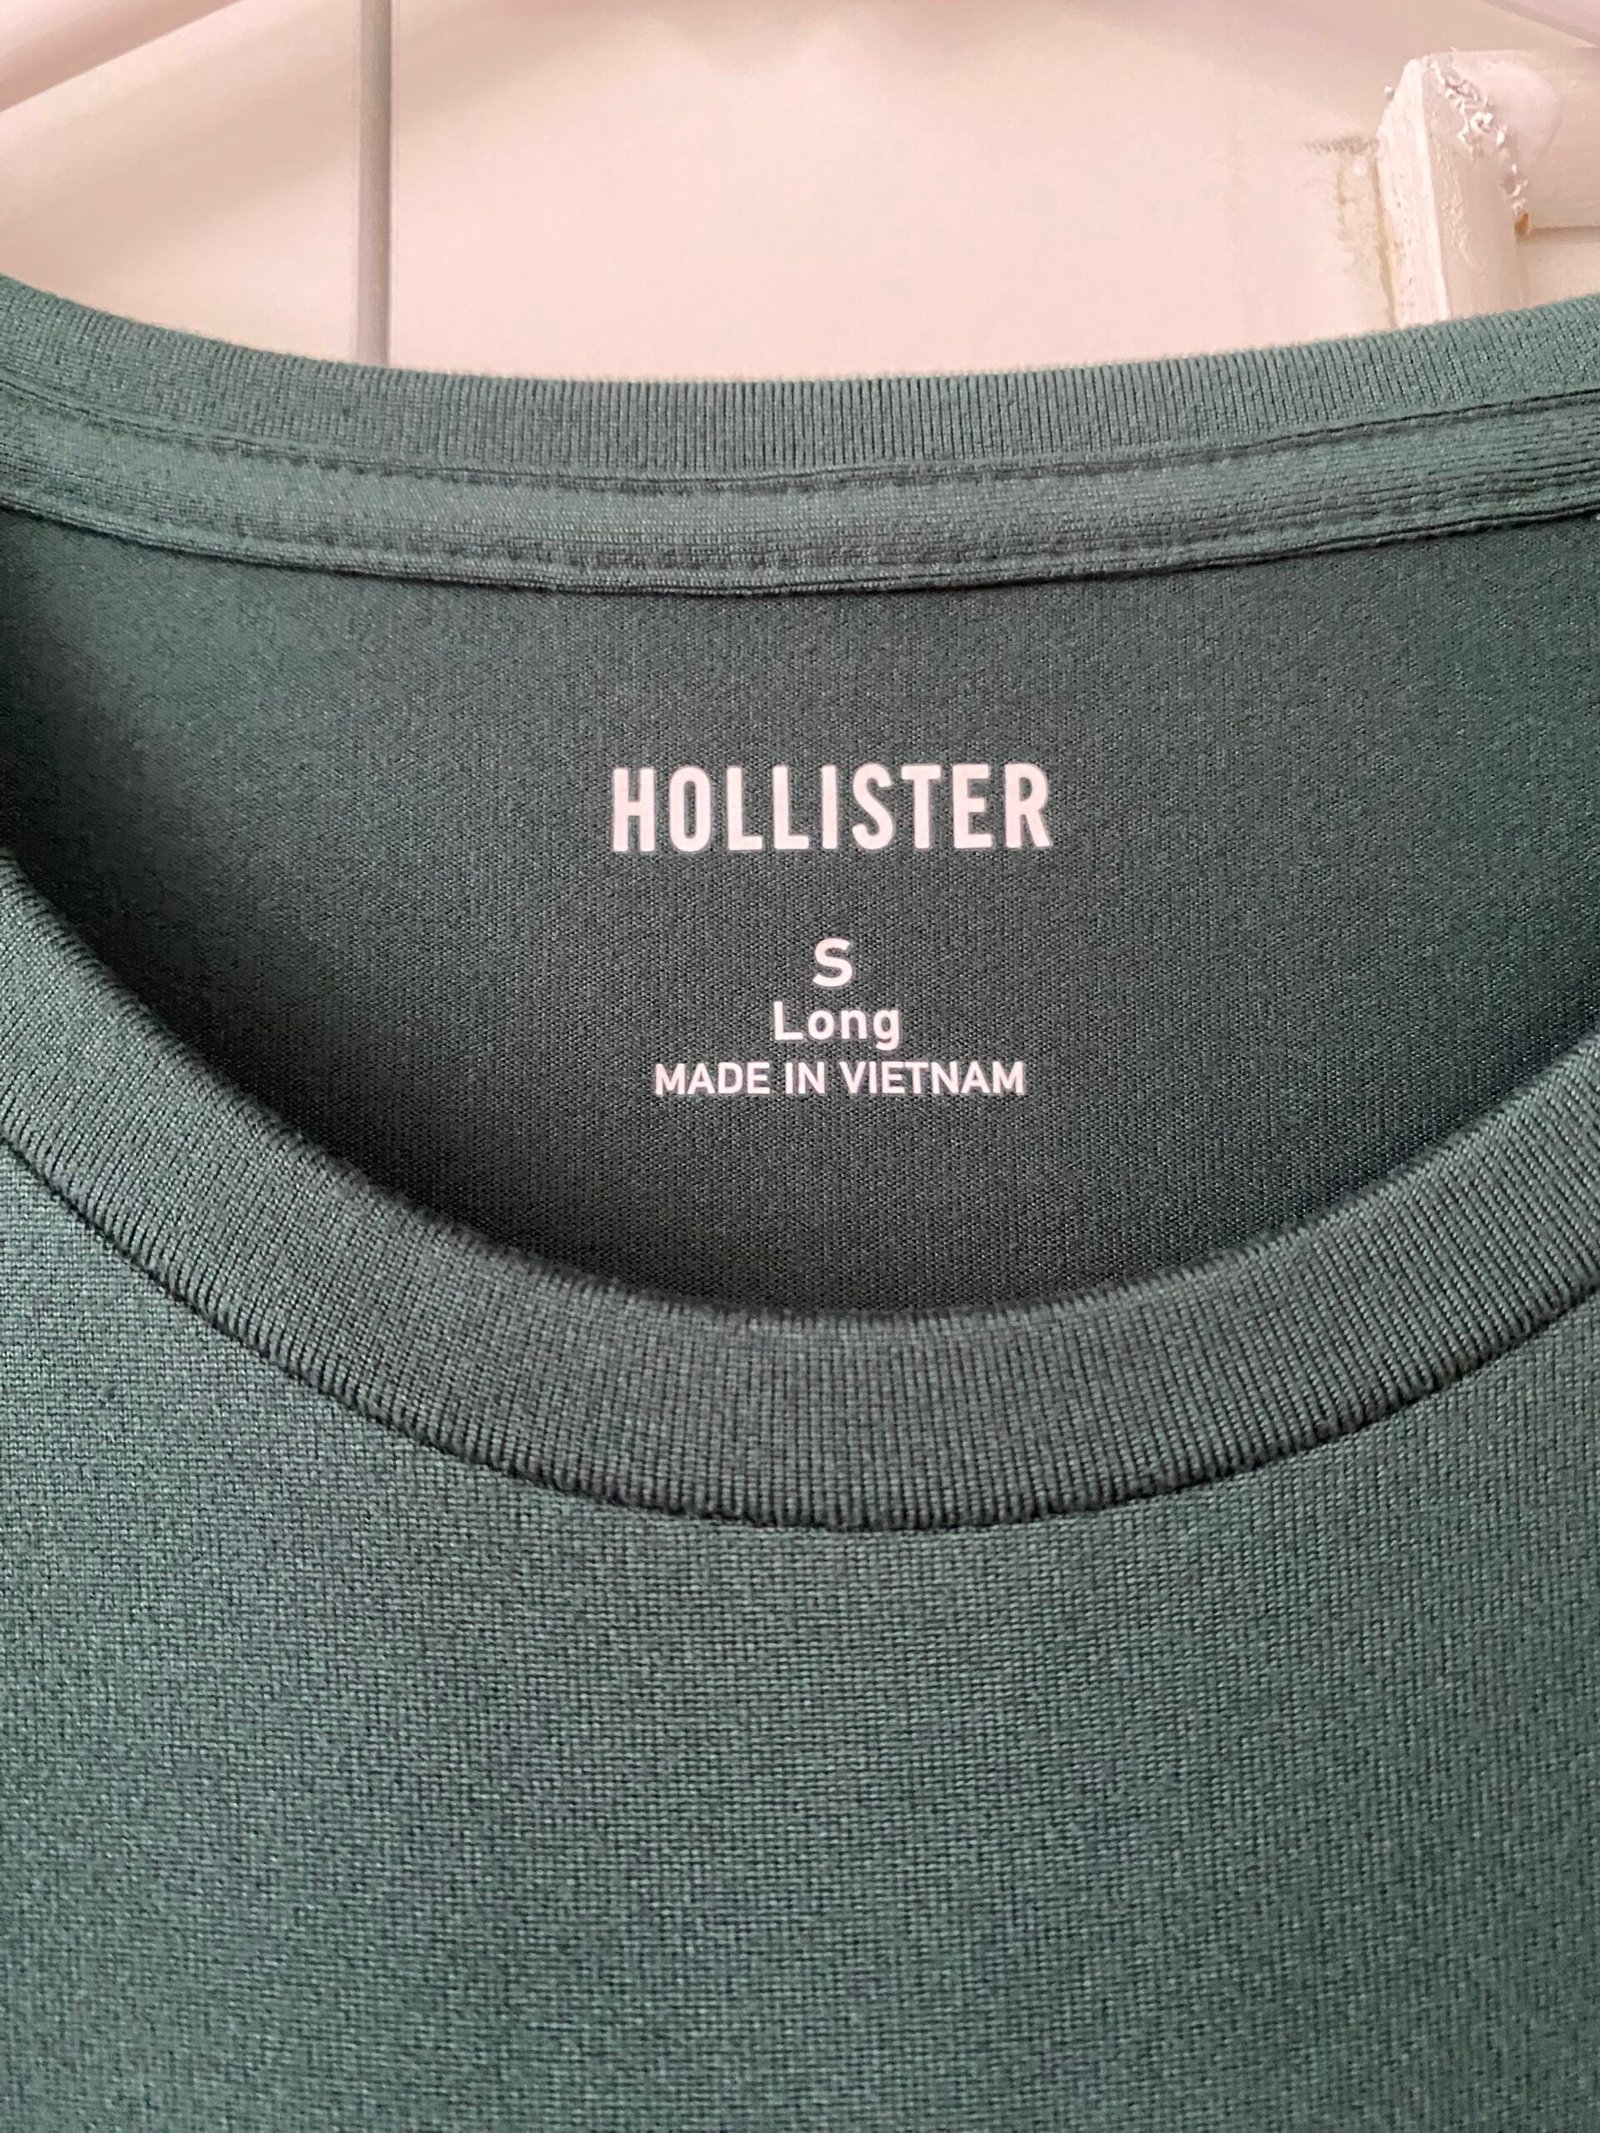 HOLLISTER
S
Long
MADE IN VIETNAM